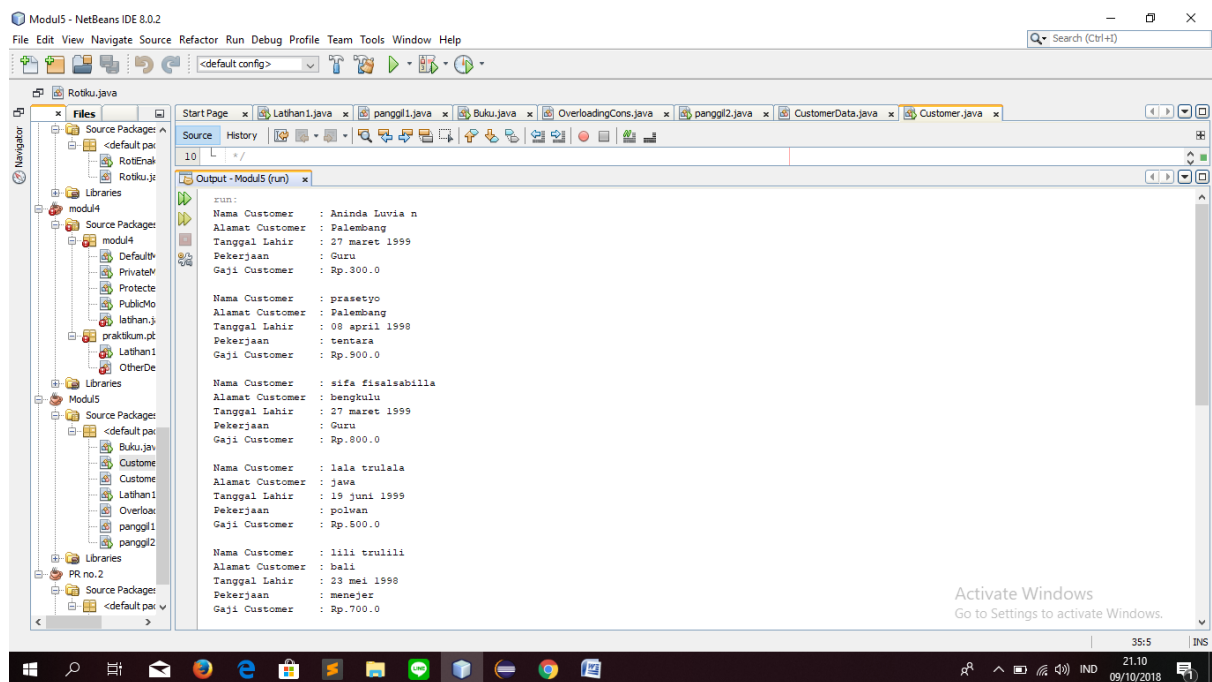 Modul5 - NetBeans IDE 8.0.2
File Edit View Navigate Source Refactor Run Debug Profile Team Tools Window Help
Search (Ctrl+I)
<default config>
Rotiku.java
Files
Start Page Latihan1.java panggil1.java Buku.java OverloadingCons.java panggil2.java CustomerData.java Customer.java
Navigator
Source History
10 */
Output - Modul5 (run)
Source Packages
<default pac
RotiEnak
Rotiku.ja
Libraries
modul4
Source Packages
modul4
DefaultM
PrivateM
Protecte
PublicMo
latihan.j
praktikum.pb
Latihan1
OtherDe
Libraries
Modul5
Source Packages
<default pac
Buku.jav
Custome
Custome
Latihan1
Overload
panggil1
panggil2
Libraries
PR no.2
Source Packages
<default pac
run:
Nama Customer : Aninda Luvia n
Alamat Customer : Palembang
Tanggal Lahir : 27 maret 1999
Pekerjaan : Guru
Gaji Customer : Rp.300.0
Nama Customer : prasetyo
Alamat Customer : Palembang
Tanggal Lahir : 08 april 1998
Pekerjaan : tentara
Gaji Customer : Rp.900.0
Nama Customer : sifa fisalsabilla
Alamat Customer : bengkulu
Tanggal Lahir : 27 maret 1999
Pekerjaan : Guru
Gaji Customer : Rp.800.0
Nama Customer : lala trulala
Alamat Customer : jawa
Tanggal Lahir : 19 juni 1999
Pekerjaan : polwan
Gaji Customer : Rp.500.0
Nama Customer : lili trulili
Alamat Customer : bali
Tanggal Lahir : 23 mei 1998
Pekerjaan : menejer
Gaji Customer : Rp.700.0
Activate Windows
Go to Settings to activate Windows.
35:5 INS
IND
21.10
09/10/2018